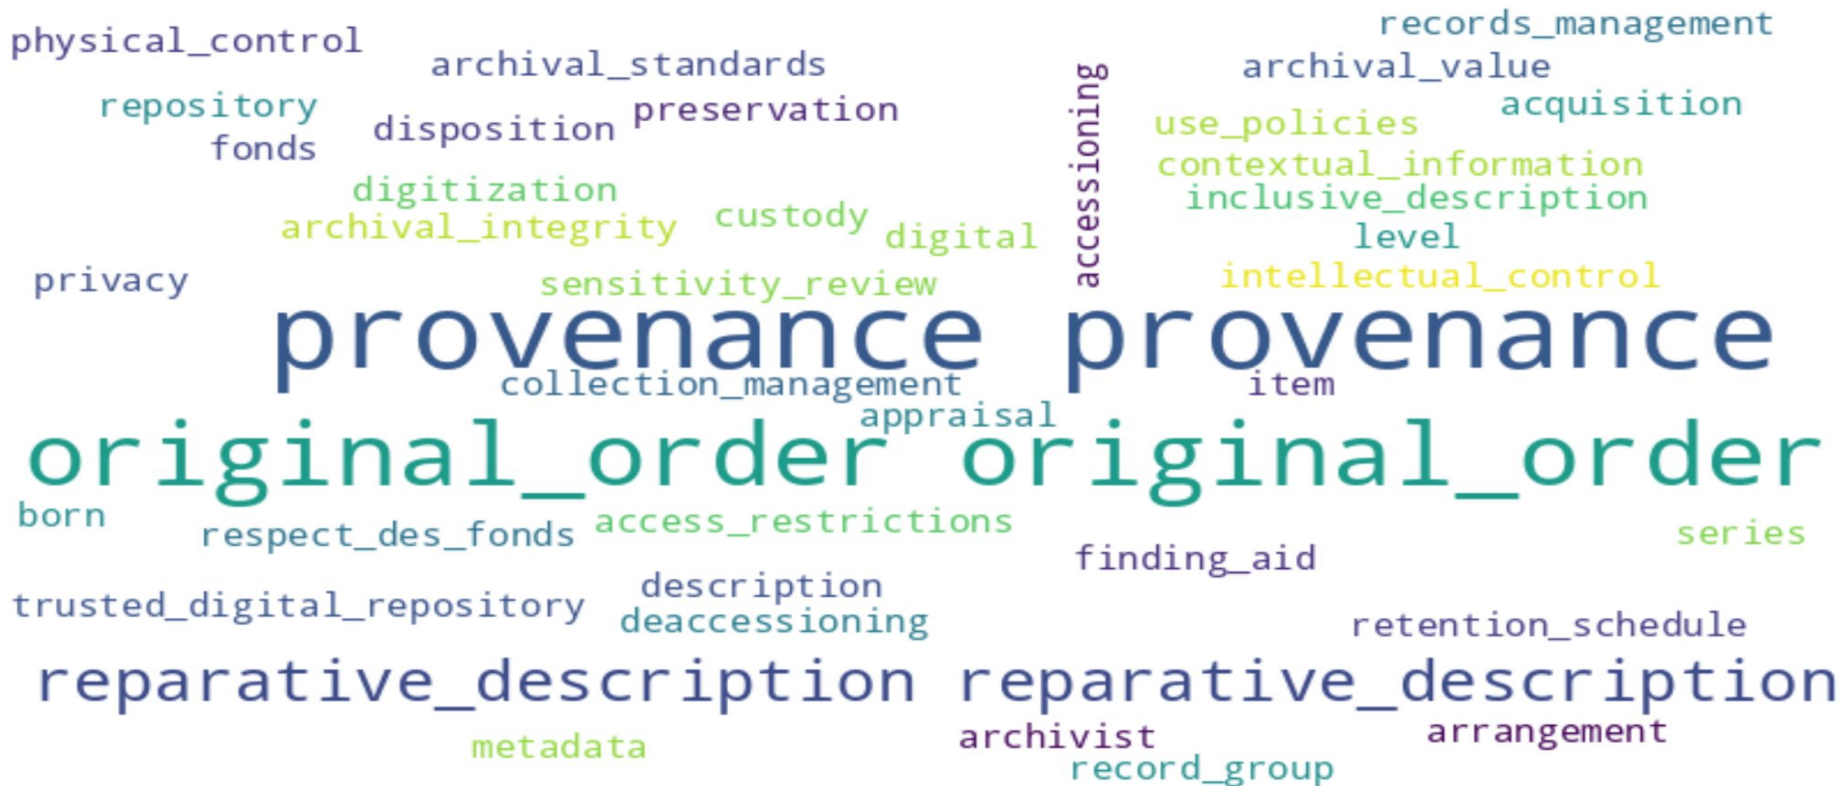 physical_control
records_management
archival_standards
archival_value
repository
preservation
acquisition
disposition
use_policies
fonds
accessioning
contextual_information
digitization
inclusive_description
archival_integrity
custody
digital
level
privacy
sensitivity_review
intellectual_control
provenance provenance
collection_management
item
appraisal
original_order original_order
born
respect_des_fonds
access_restrictions
series
finding_aid
description
trusted_digital_repository
deaccessioning
retention_schedule
reparative_description reparative_description
metadata
archivist
arrangement
record_group